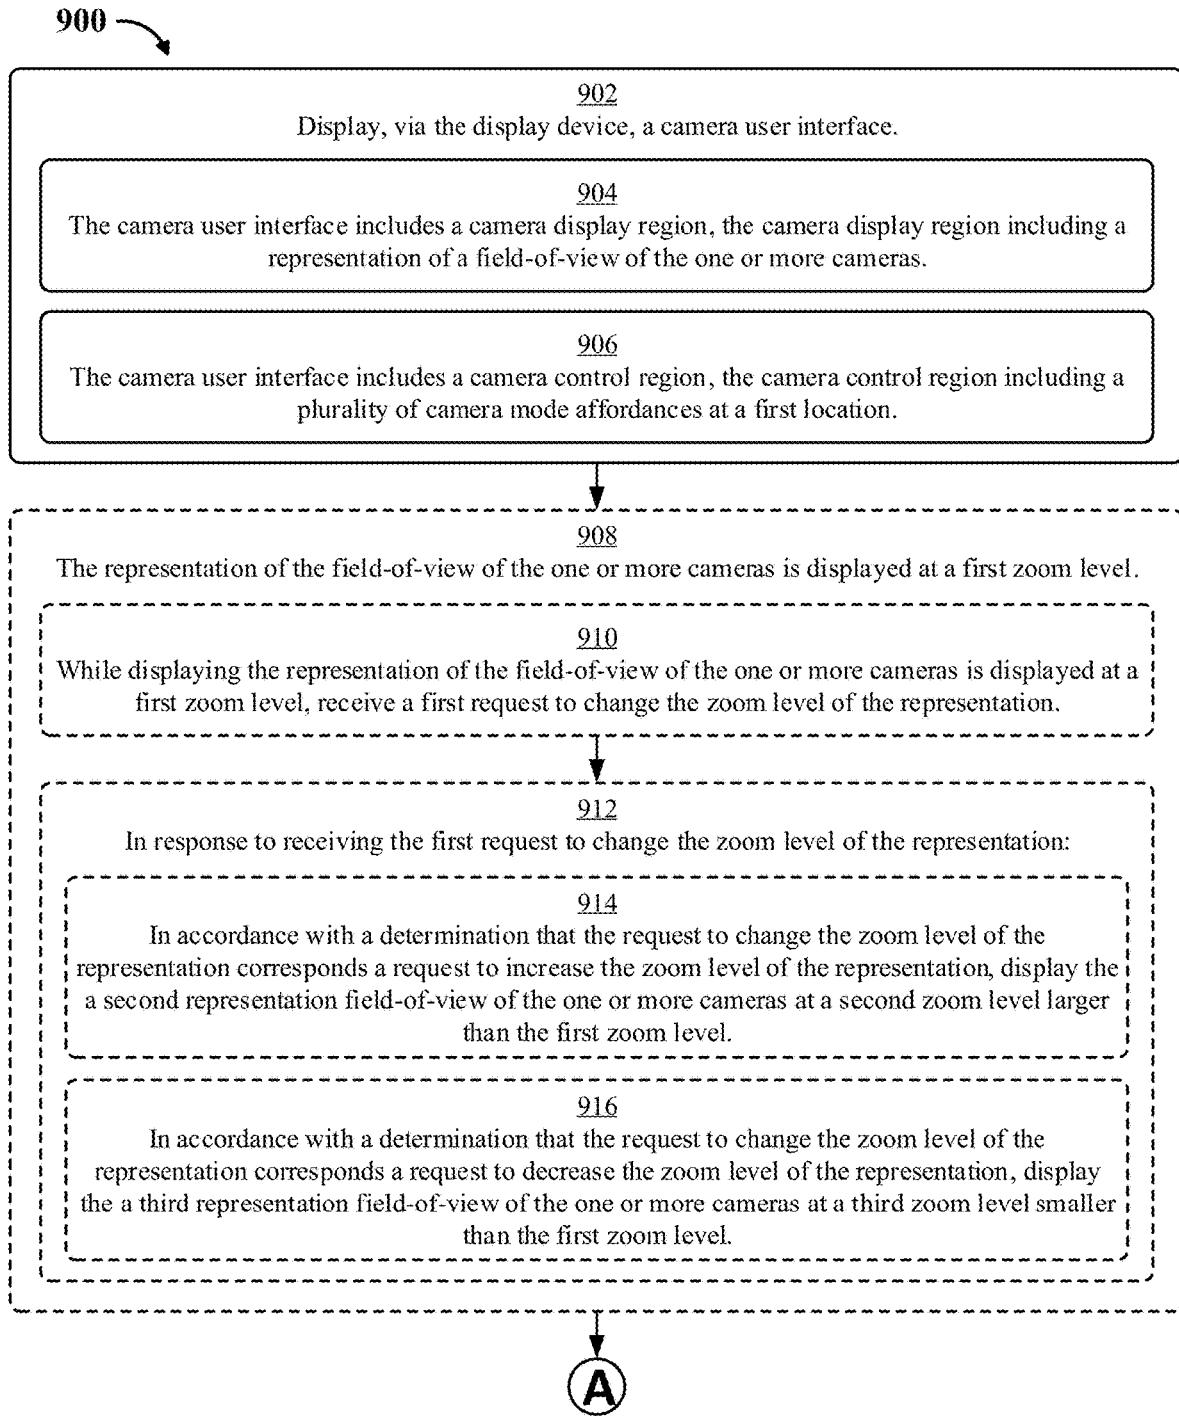 900
902
Display, via the display device, a camera user interface.
904
The camera user interface includes a camera display region, the camera display region including a
representation of a field-of-view of the one or more cameras.
906
The camera user interface includes a camera control region, the camera control region including a
plurality of camera mode affordances at a first location.
908
The representation of the field-of-view of the one or more cameras is displayed at a first zoom level.
910
While displaying the representation of the field-of-view of the one or more cameras is displayed at a
first zoom level, receive a first request to change the zoom level of the representation.
912
In response to receiving the first request to change the zoom level of the representation:
914
In accordance with a determination that the request to change the zoom level of the
representation corresponds a request to increase the zoom level of the representation, display the
a second representation field-of-view of the one or more cameras at a second zoom level larger
than the first zoom level.
916
In accordance with a determination that the request to change the zoom level of the
representation corresponds a request to decrease the zoom level of the representation, display
the a third representation field-of-view of the one or more cameras at a third zoom level smaller
than the first zoom level.
A